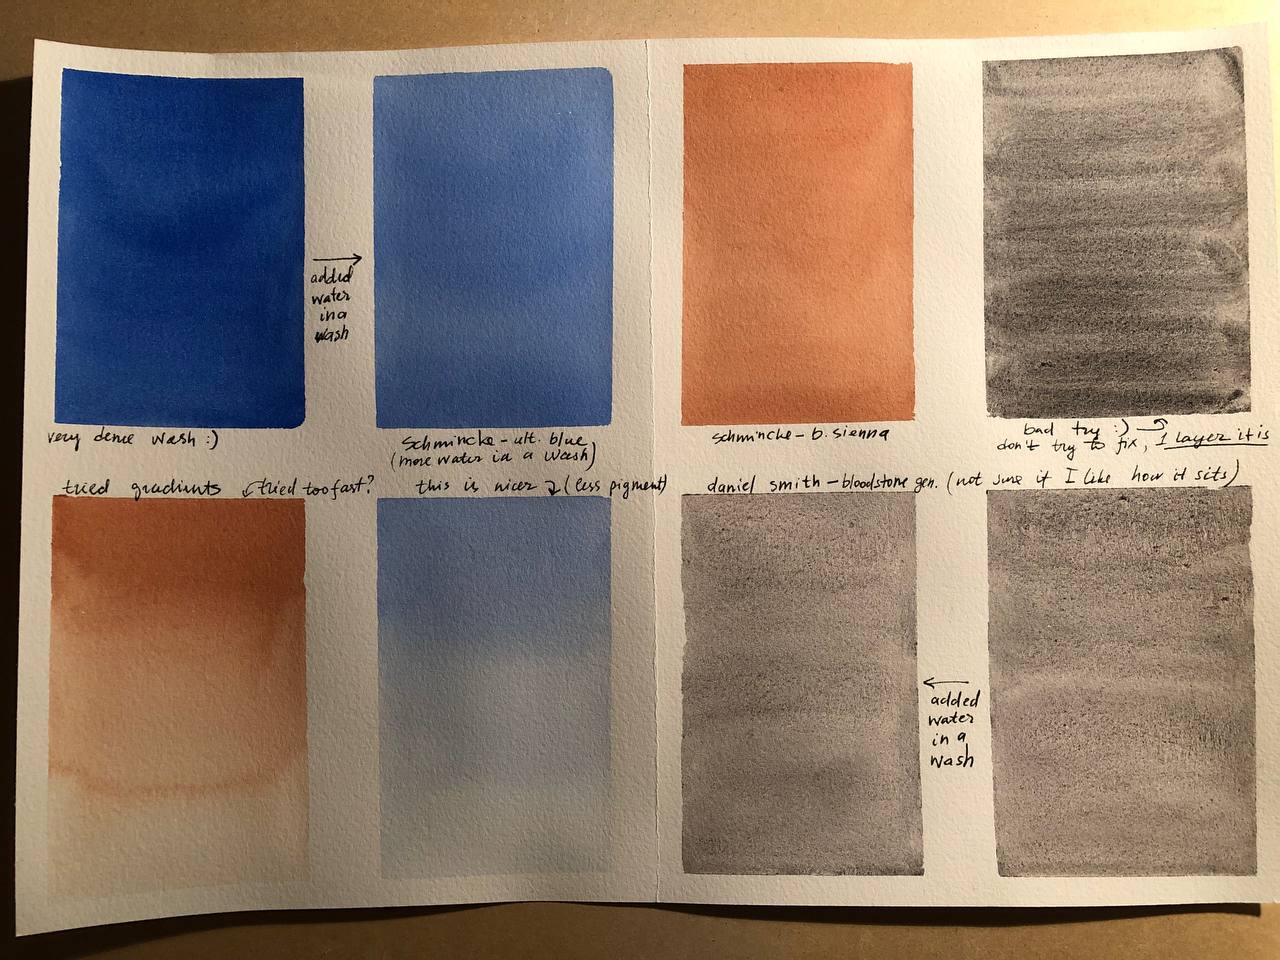 added
water
in a
wash
very dence wash :)
schmincke - ult. blue
(more water in a wash)
schmincke - b. sienna
bad try :)
don't try to fix, 1 layer it is
tried gradients
tried too fast?
this is nicer (less pigment)
daniel smith - bloodstone gen. (not sure if I like how it sits)
added
water
in a
wash